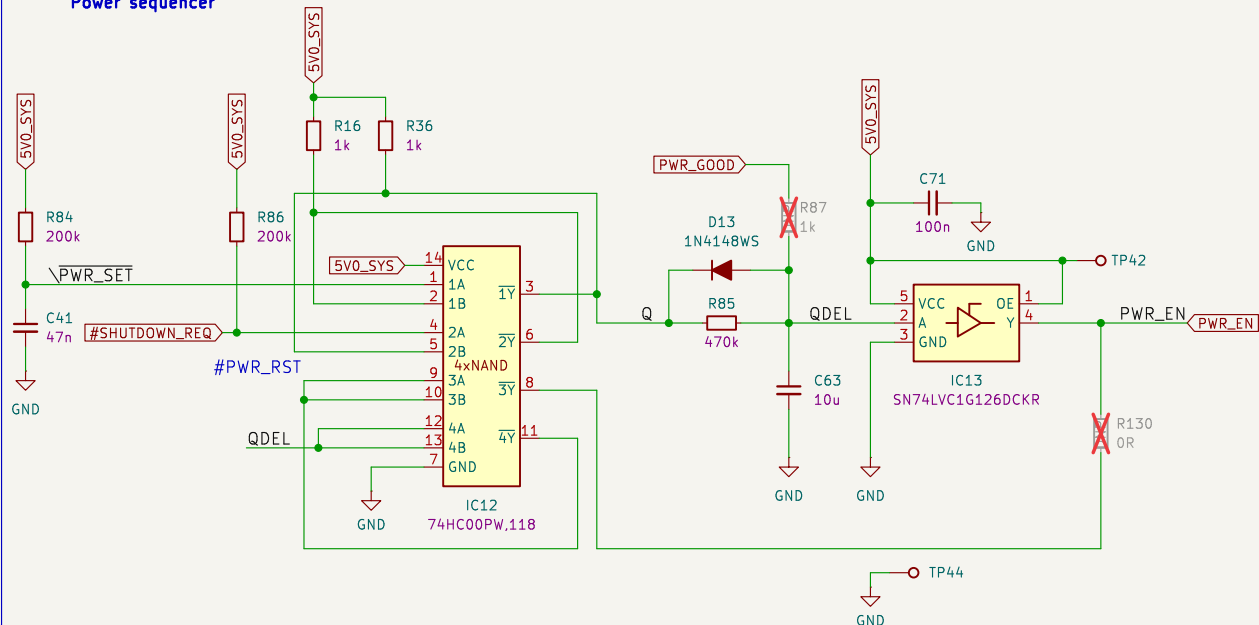 Power sequencer
5V0_SYS
5V0_SYS
5V0_SYS
5V0_SYS
R16
1k
R36
1k
PWR_GOOD
C71
100n
GND
R84
200k
R86
200k
R87
1k
D13
1N4148WS
\PWR_SET
5V0_SYS
14
VCC
1
1A
2
1B
4
2A
5
2B
4xNAND
9
3A
10
3B
12
4A
13
4B
7
GND
1Y
3
2Y
6
3Y
8
4Y
11
IC12
74HC00PW,118
C41
47n
GND
#SHUTDOWN_REQ
#PWR_RST
QDEL
GND
Q
R85
470k
QDEL
C63
10u
GND
TP42
5
VCC
2
A
3
GND
OE
1
Y
4
IC13
SN74LVC1G126DCKR
GND
PWR_EN
PWR_EN
R130
0R
TP44
GND